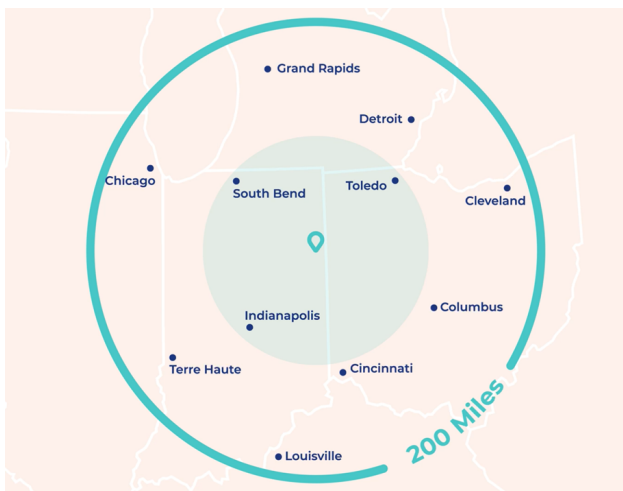 Grand Rapids
Detroit
Chicago
South Bend
Toledo
Cleveland
Indianapolis
Columbus
Terre Haute
Cincinnati
200 Miles
Louisville